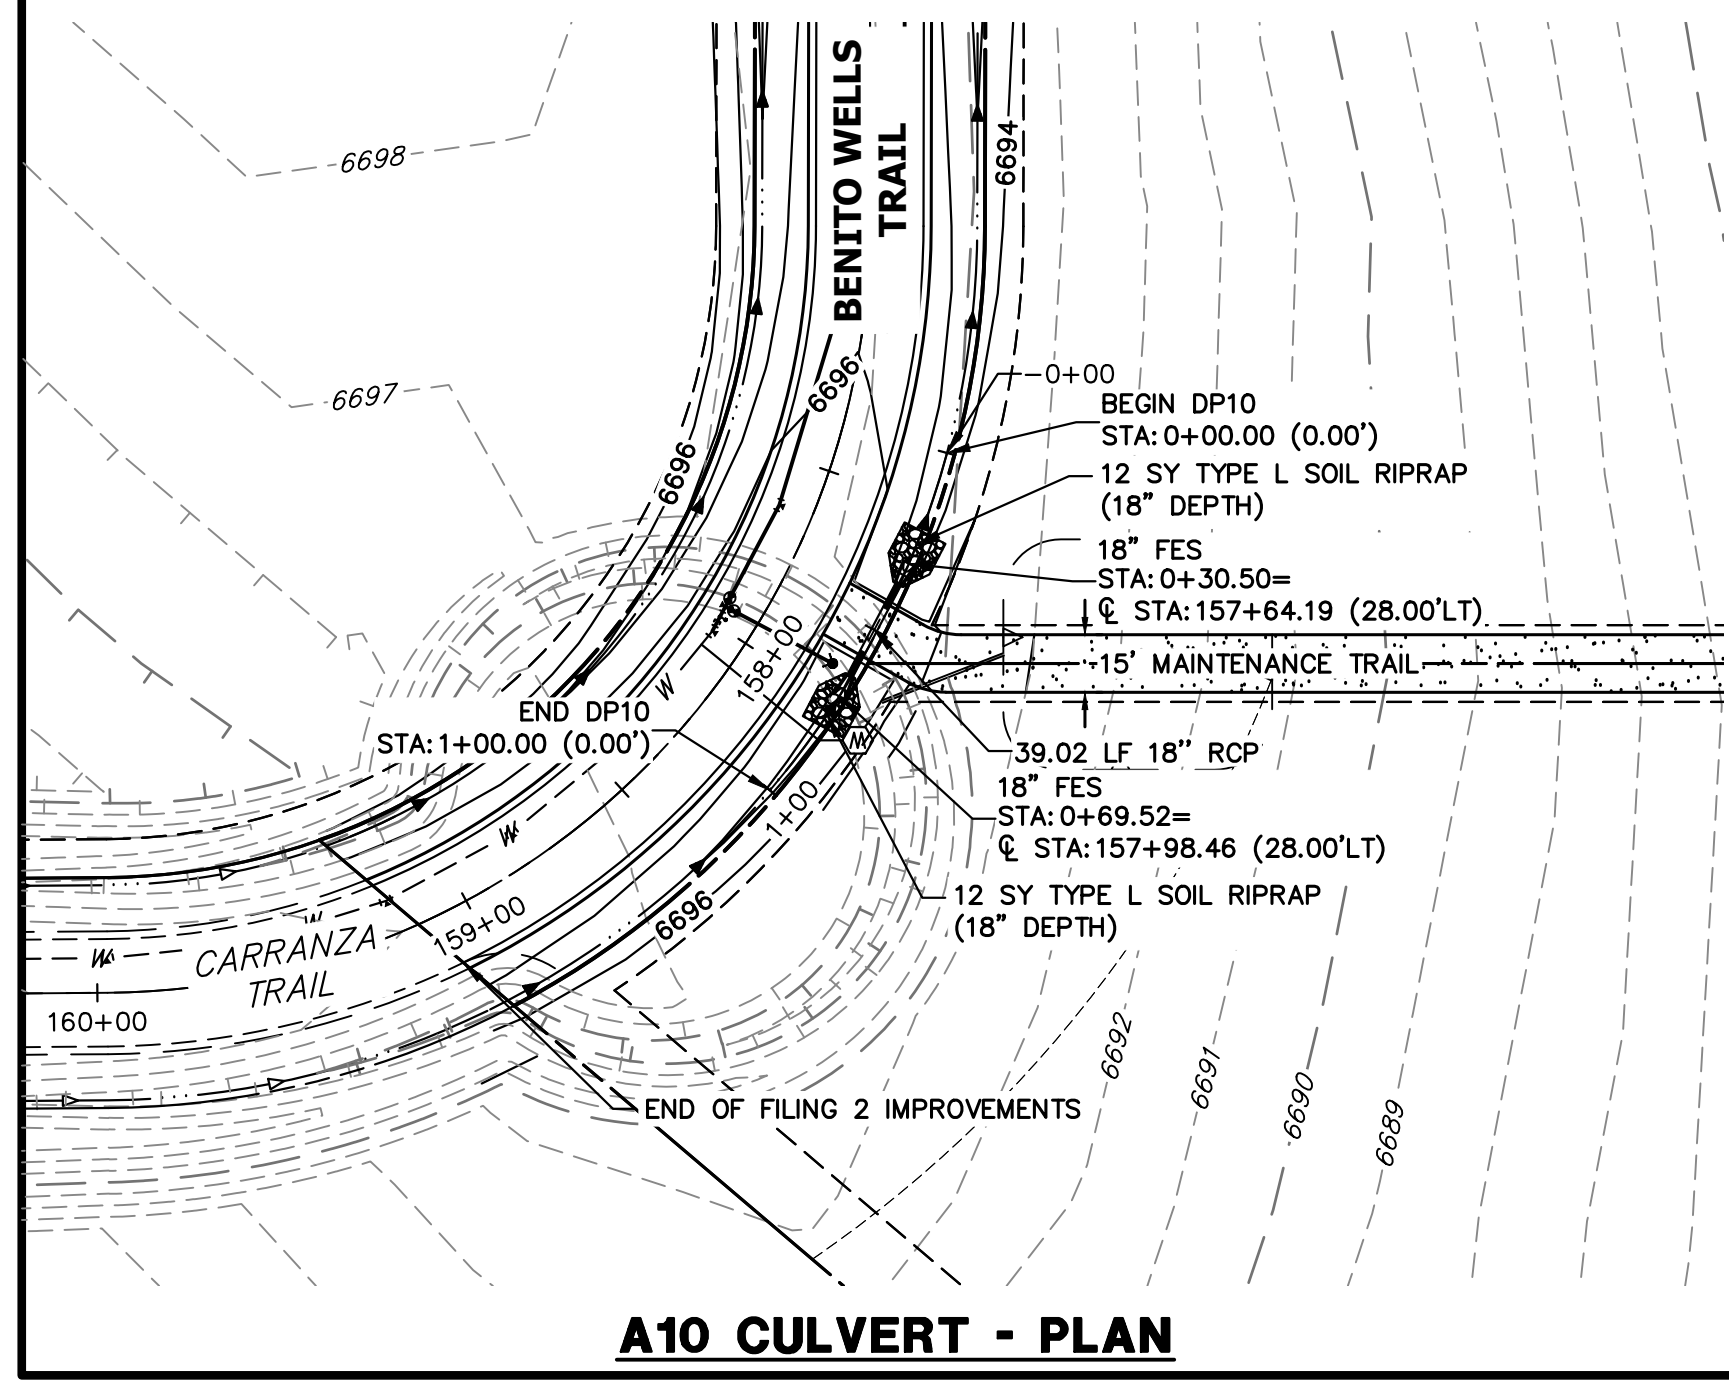 BENITO WELLS
TRAIL
6698
6694
6697
6696
6696
-0+00
BEGIN DP10
STA:0+00.00 (0.00')
12 SY TYPE L SOIL RIPRAP
(18" DEPTH)
18" FES
STA:0+30.50=
℄ STA:157+64.19 (28.00'LT)
158+00
15' MAINTENANCE TRAIL
W
END DP10
STA:1+00.00 (0.00')
M
39.02 LF 18" RCP
18" FES
STA:0+69.52=
℄ STA:157+98.46 (28.00'LT)
1+00
W
12 SY TYPE L SOIL RIPRAP
(18" DEPTH)
6696
159+00
W
W
CARRANZA
TRAIL
160+00
6692
6691
6690
6689
END OF FILING 2 IMPROVEMENTS
A10 CULVERT - PLAN